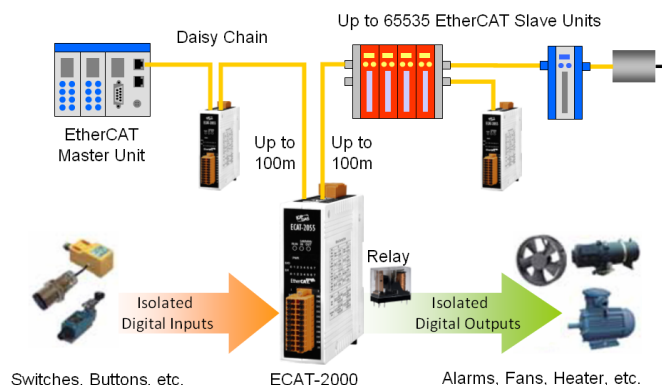 Up to 65535 EtherCAT Slave Units
Daisy Chain
EtherCAT
Master Unit
Up to
100m
Up to
100m
ECAT-2055
EtherCAT
Relay
Isolated
Digital Inputs
Isolated
Digital Outputs
Switches, Buttons, etc.
ECAT-2000
Alarms, Fans, Heater, etc.